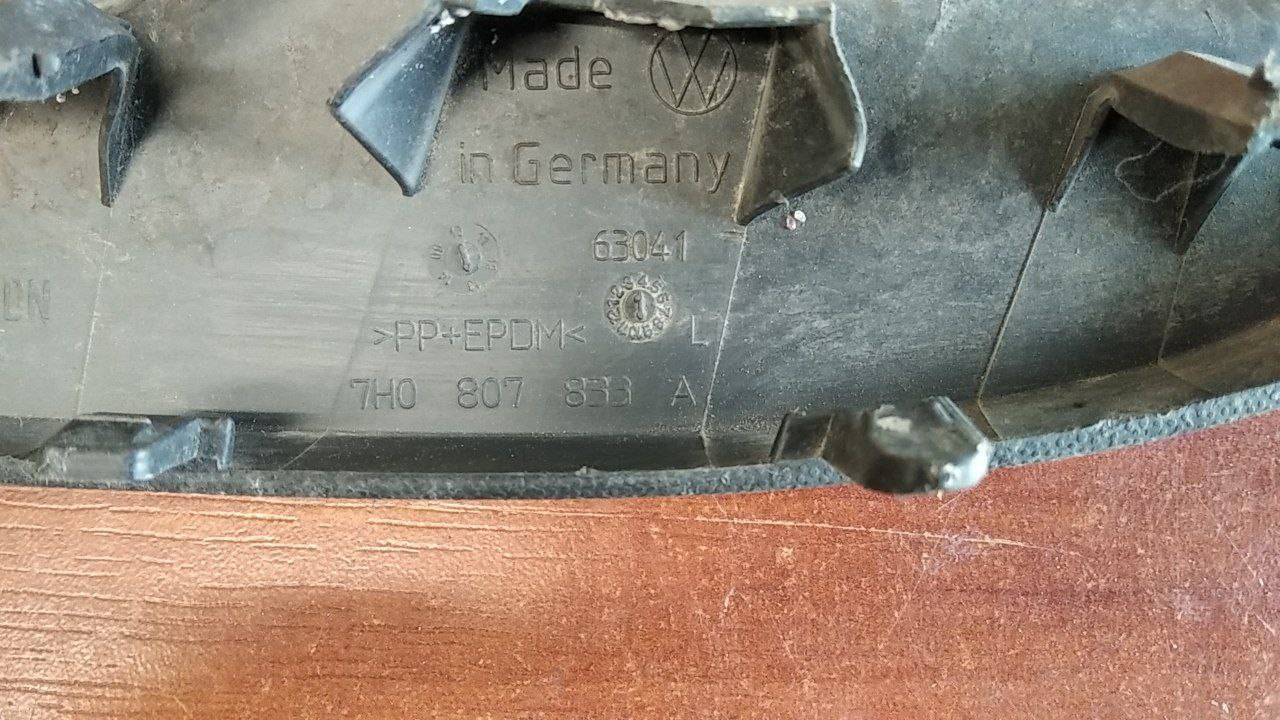 Made
in Germany
63041
>PP+EPDM< L
7H0 807 833 A